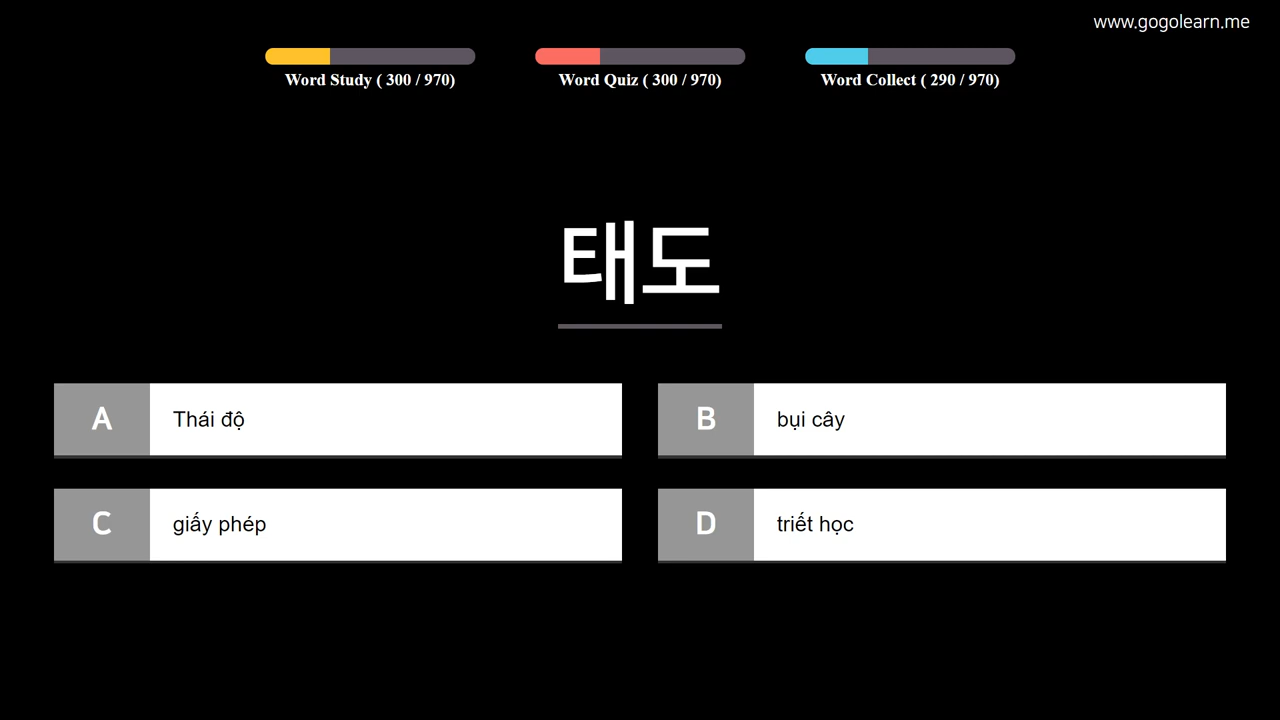 www.gogolearn.me
Word Study ( 300 / 970)
Word Quiz ( 300 / 970)
Word Collect ( 290 / 970)
태도
A Thái độ
B bụi cây
C giấy phép
D triết học